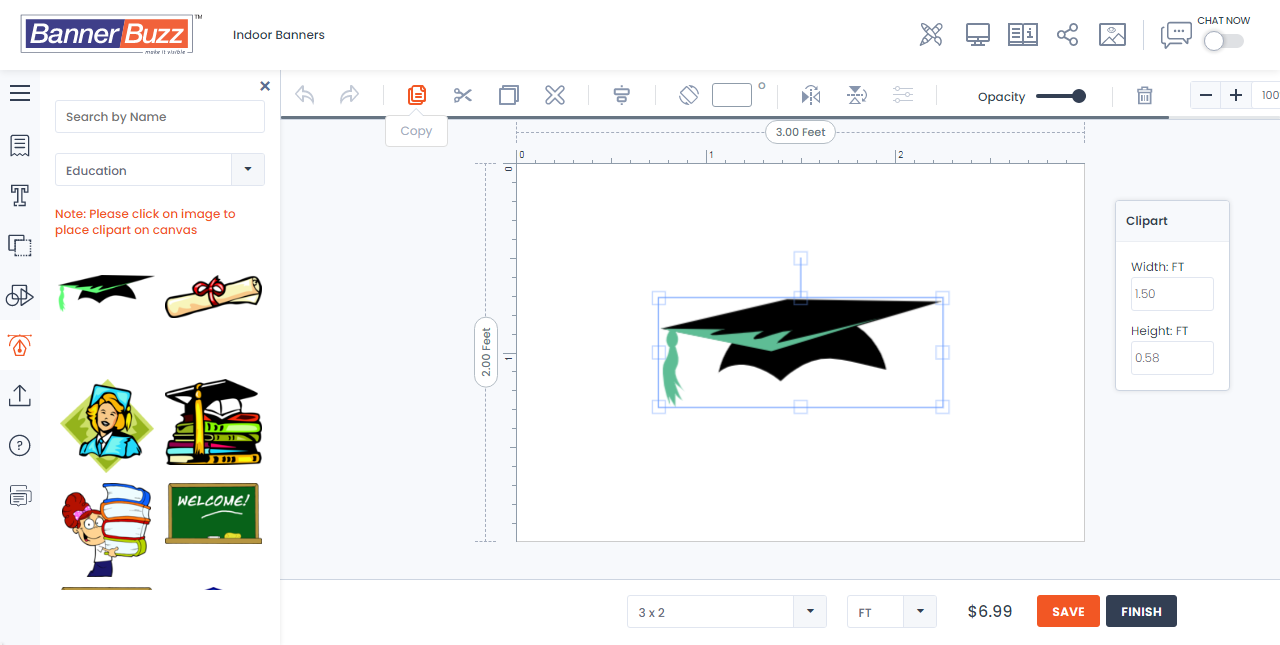 BannerBuzz
TM
make it visible
Indoor Banners
CHAT NOW
Search by Name
Education
Note: Please click on image to
place clipart on canvas
WELCOME!
Copy
Opacity
100
3.00 Feet
0
1
2
0
1
2.00 Feet
Clipart
Width: FT
1.50
Height: FT
0.58
3 x 2
FT
$6.99
SAVE
FINISH